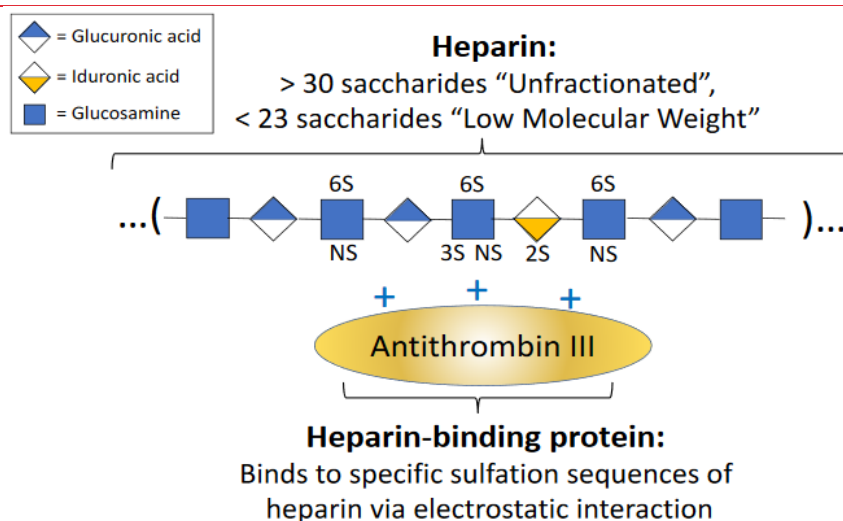 = Glucuronic acid
= Iduronic acid
= Glucosamine
Heparin:
> 30 saccharides “Unfractionated”,
< 23 saccharides “Low Molecular Weight”
6S 6S 6S
...( )...
NS 3S NS 2S NS
+ + +
Antithrombin III
Heparin-binding protein:
Binds to specific sulfation sequences of
heparin via electrostatic interaction